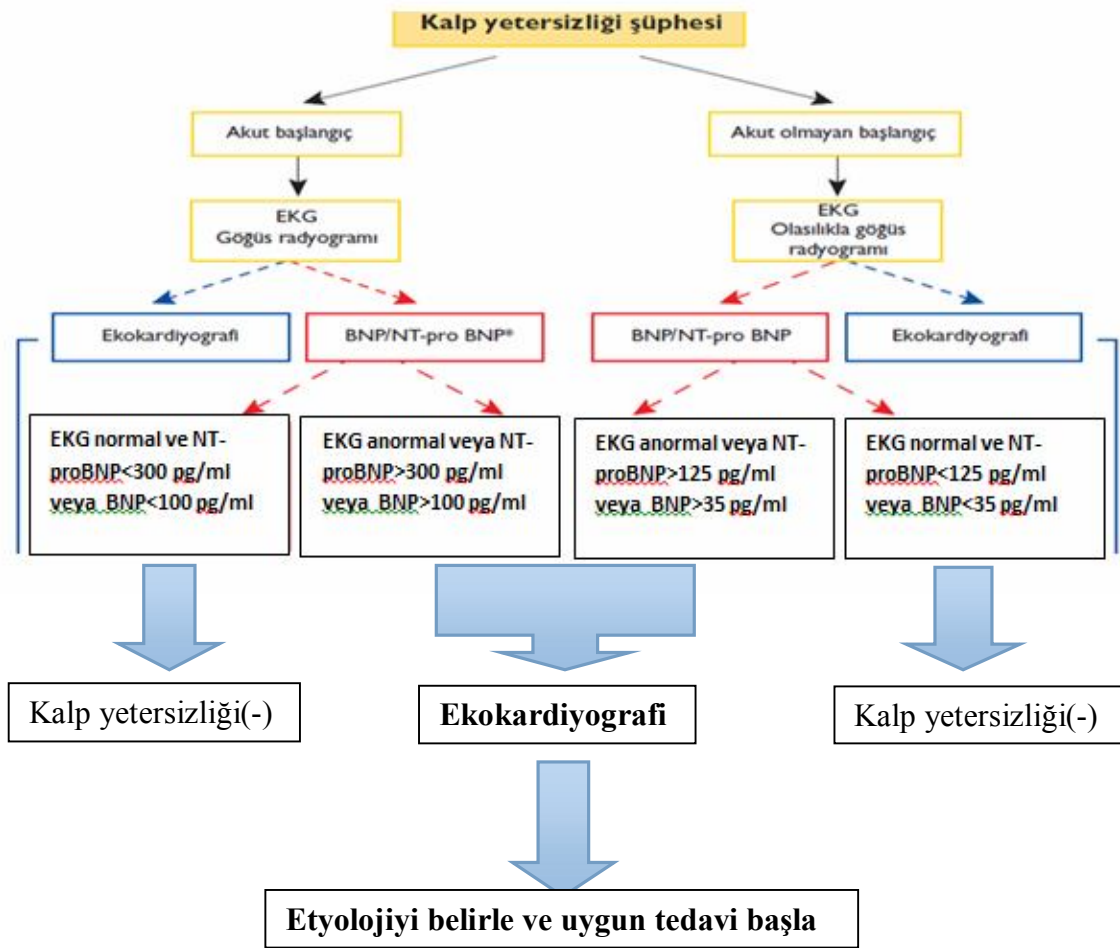 Kalp yetersizliği şüphesi
Akut başlangıç
Akut olmayan başlangıç
EKG
Göğüs radyogramı
EKG
Olasılıkla göğüs
radyogramı
Ekokardiyografi
BNP/NT-pro BNP*
BNP/NT-pro BNP
Ekokardiyografi
EKG normal ve NT-
proBNP<300 pg/ml
veya BNP<100 pg/ml
EKG anormal veya NT-
proBNP>300 pg/ml
veya BNP>100 pg/ml
EKG anormal veya NT-
proBNP>125 pg/ml
veya BNP>35 pg/ml
EKG normal ve NT-
proBNP<125 pg/ml
veya BNP<35 pg/ml
Kalp yetersizliği(-)
Ekokardiyografi
Kalp yetersizliği(-)
Etyolojiyi belirle ve uygun tedavi başla